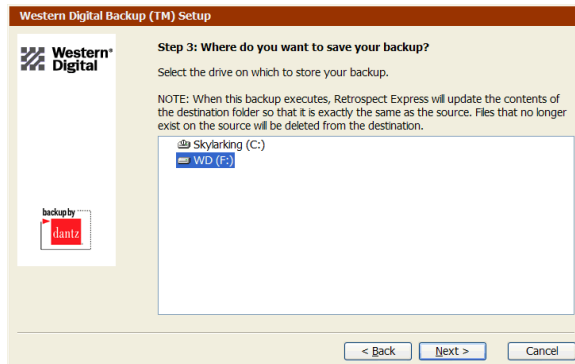 Western Digital Backup (TM) Setup
Western®
Digital
Step 3: Where do you want to save your backup?
Select the drive on which to store your backup.
NOTE: When this backup executes, Retrospect Express will update the contents of
the destination folder so that it is exactly the same as the source. Files that no longer
exist on the source will be deleted from the destination.
Skylarking (C:)
WD (F:)
backup by
dantz
< Back
Next >
Cancel